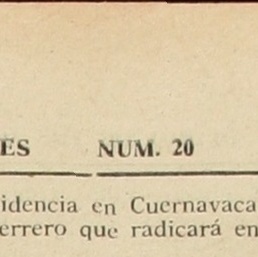 ES NUM. 20
idencia en Cuernavaca
errero que radicará en